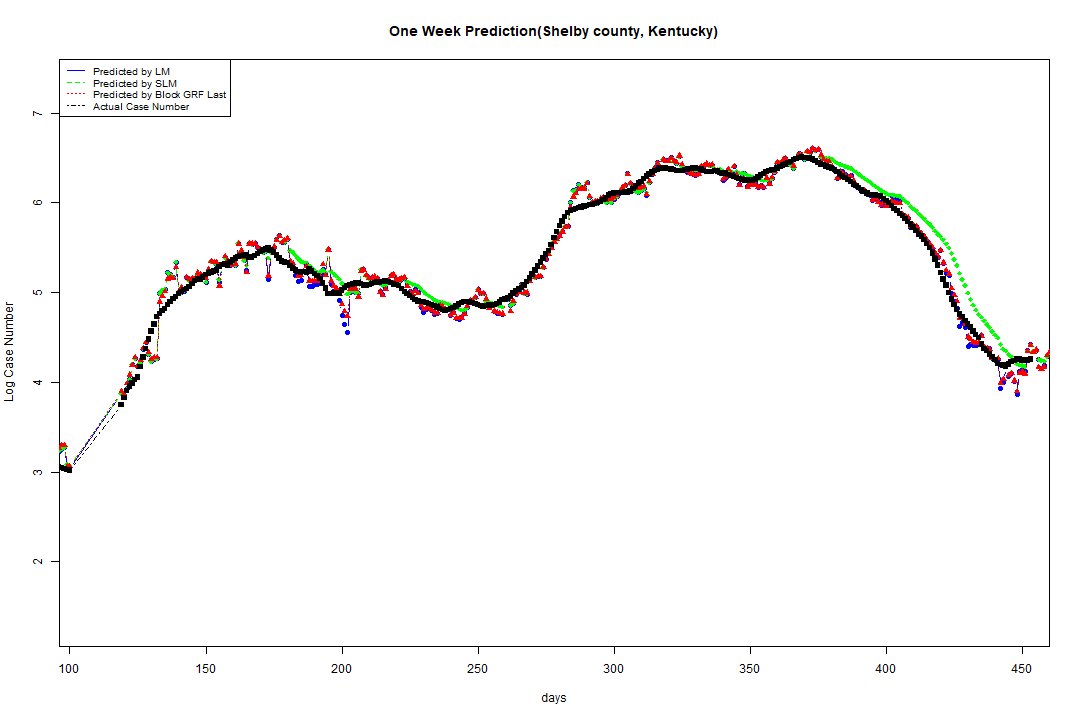 One Week Prediction(Shelby county, Kentucky)
Predicted by LM
Predicted by SLM
Predicted by Block GRF Last
Actual Case Number
Log Case Number
7
6
5
4
3
2
100 150 200 250 300 350 400 450
days